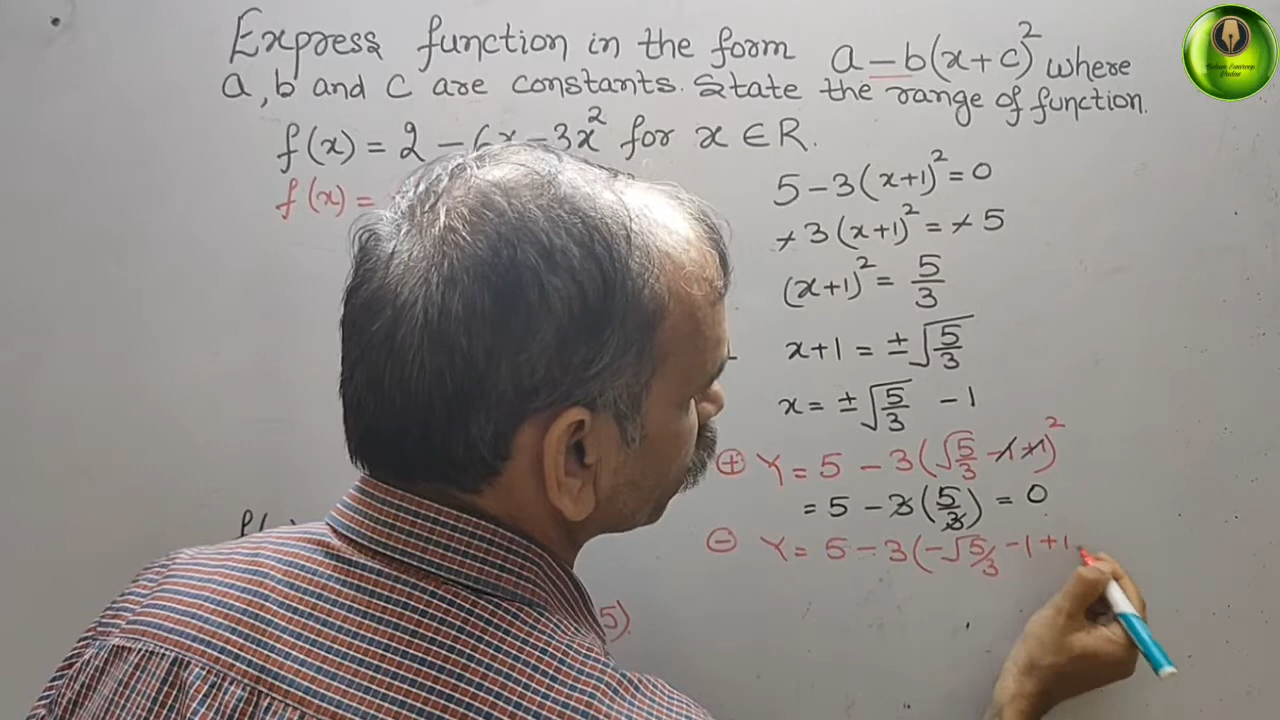 Express function in the form a - b(x+c)² where
a, b and c are constants. State the range of function.
f(x) = 2 - 6x - 3x² for x ∈ R.
f(x) =
5 - 3(x+1)² = 0
-3(x+1)² = -5
(x+1)² = 5/3
x+1 = ±√5/3
x = ±√5/3 - 1
⊕ Y = 5 - 3(√5/3 - 1 + 1)²
= 5 - 3(5/3) = 0
⊖ Y = 5 - 3(-√5/3 - 1 + 1
5)